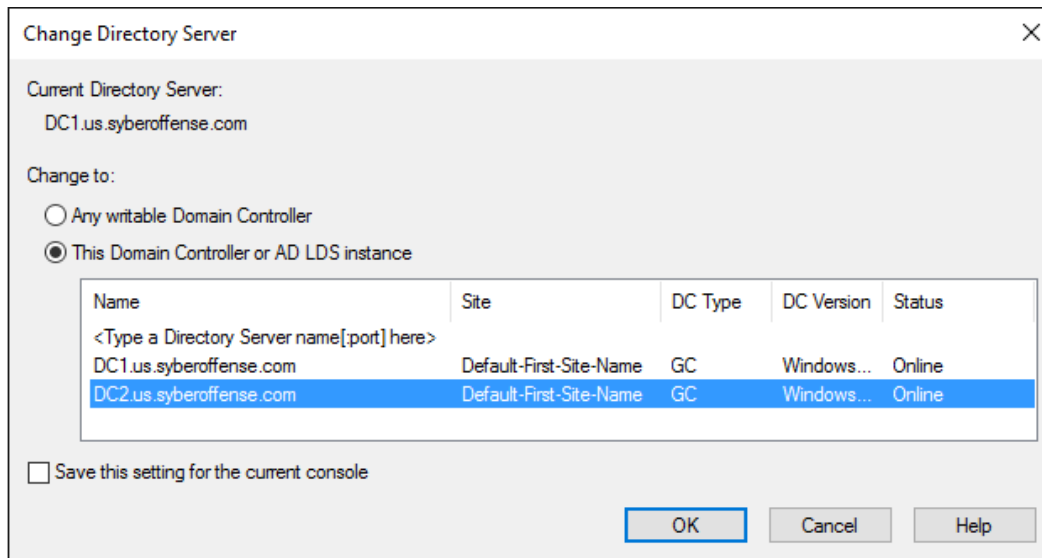 Change Directory Server
Current Directory Server:
DC1.us.syberoffense.com
Change to:
Any writable Domain Controller
This Domain Controller or AD LDS instance
Name Site DC Type DC Version Status
<Type a Directory Server name[:port] here>
DC1.us.syberoffense.com Default-First-Site-Name GC Windows... Online
DC2.us.syberoffense.com Default-First-Site-Name GC Windows... Online
Save this setting for the current console
OK Cancel Help